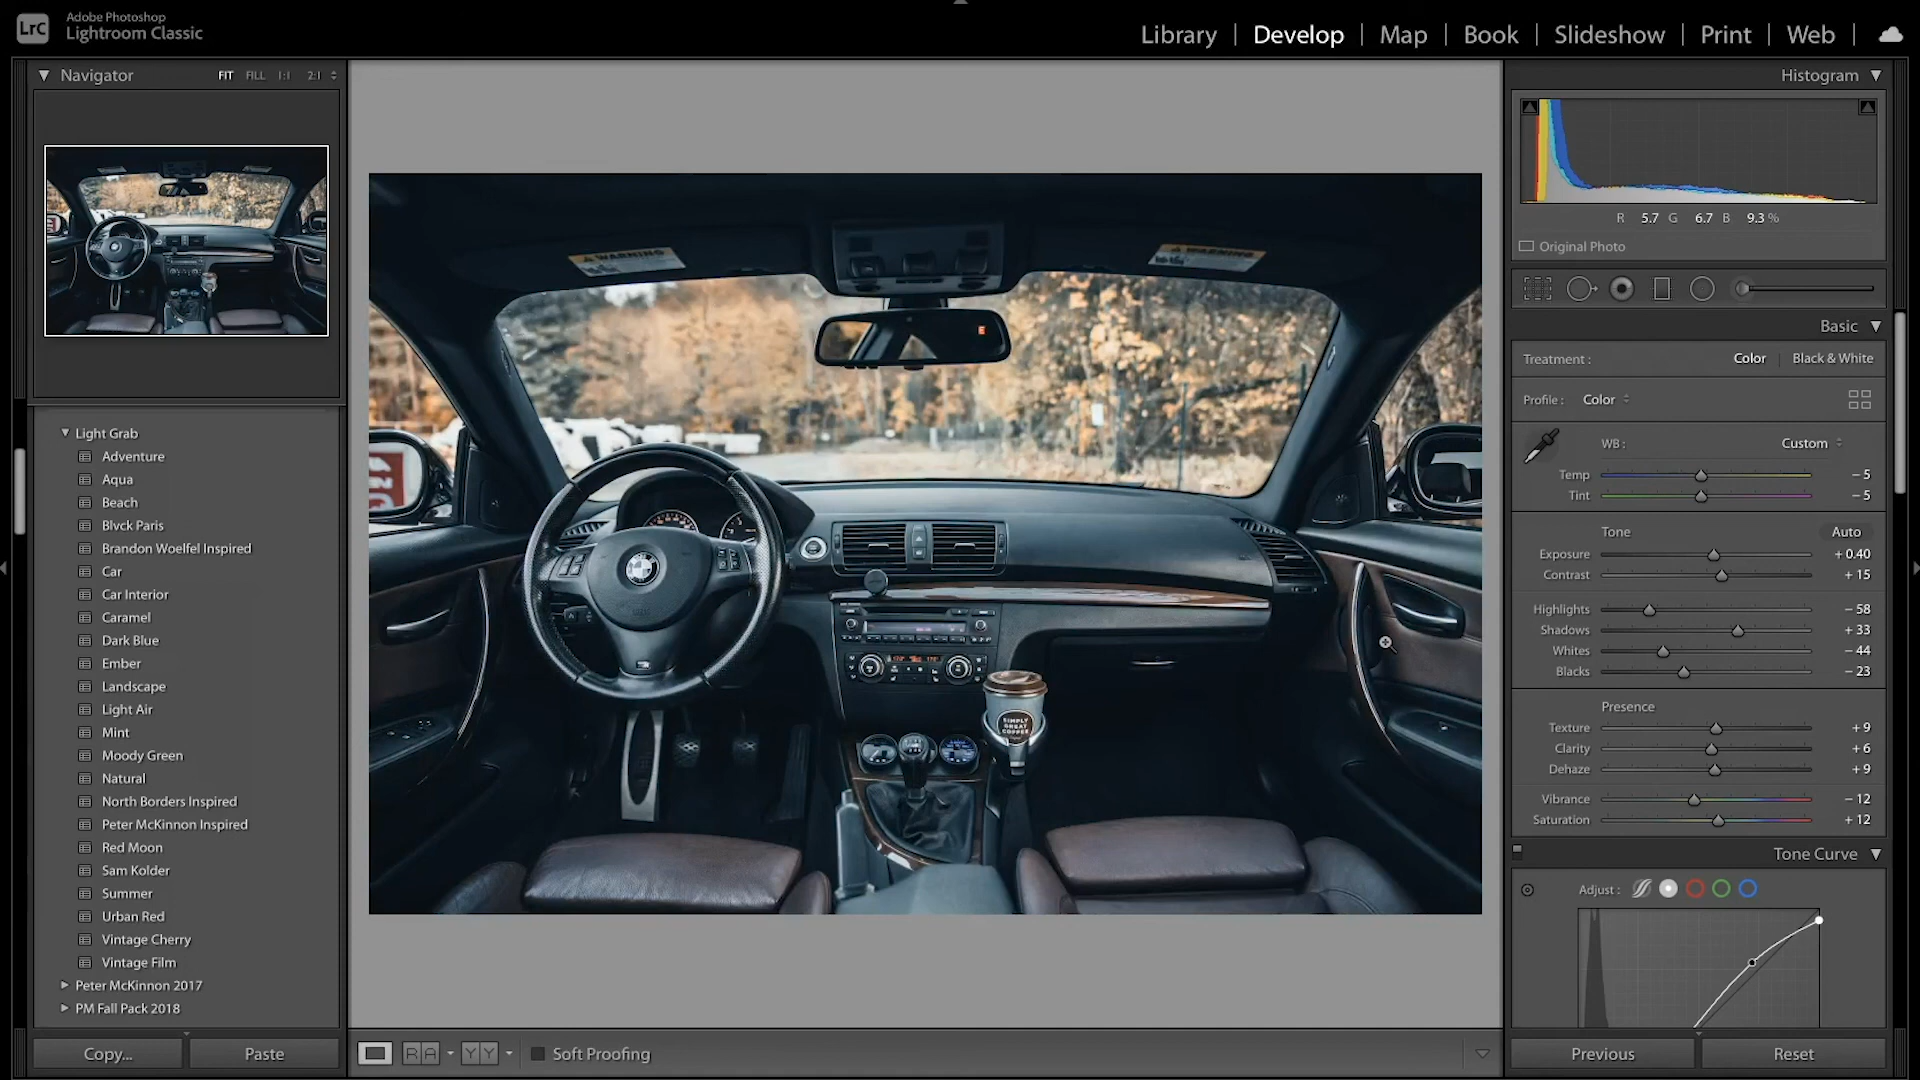 LrC
Adobe Photoshop
Lightroom Classic
Library | Develop | Map | Book | Slideshow | Print | Web
Navigator FIT FILL 1:1 2:1
Light Grab
Adventure
Aqua
Beach
Blvck Paris
Brandon Woelfel Inspired
Car
Car Interior
Caramel
Dark Blue
Ember
Landscape
Light Air
Mint
Moody Green
Natural
North Borders Inspired
Peter McKinnon Inspired
Red Moon
Sam Kolder
Summer
Urban Red
Vintage Cherry
Vintage Film
Peter McKinnon 2017
PM Fall Pack 2018
Copy...
Paste
WARNING
WARNING
E
SIMPLY
GREAT
COFFEE
R A
Y Y
Soft Proofing
Histogram
R 5.7 G 6.7 B 9.3 %
Original Photo
Basic
Treatment : Color | Black & White
Profile : Color
WB : Custom
Temp − 5
Tint − 5
Tone Auto
Exposure + 0.40
Contrast + 15
Highlights − 58
Shadows + 33
Whites − 44
Blacks − 23
Presence
Texture + 9
Clarity + 6
Dehaze + 9
Vibrance − 12
Saturation + 12
Tone Curve
Adjust :
Previous
Reset